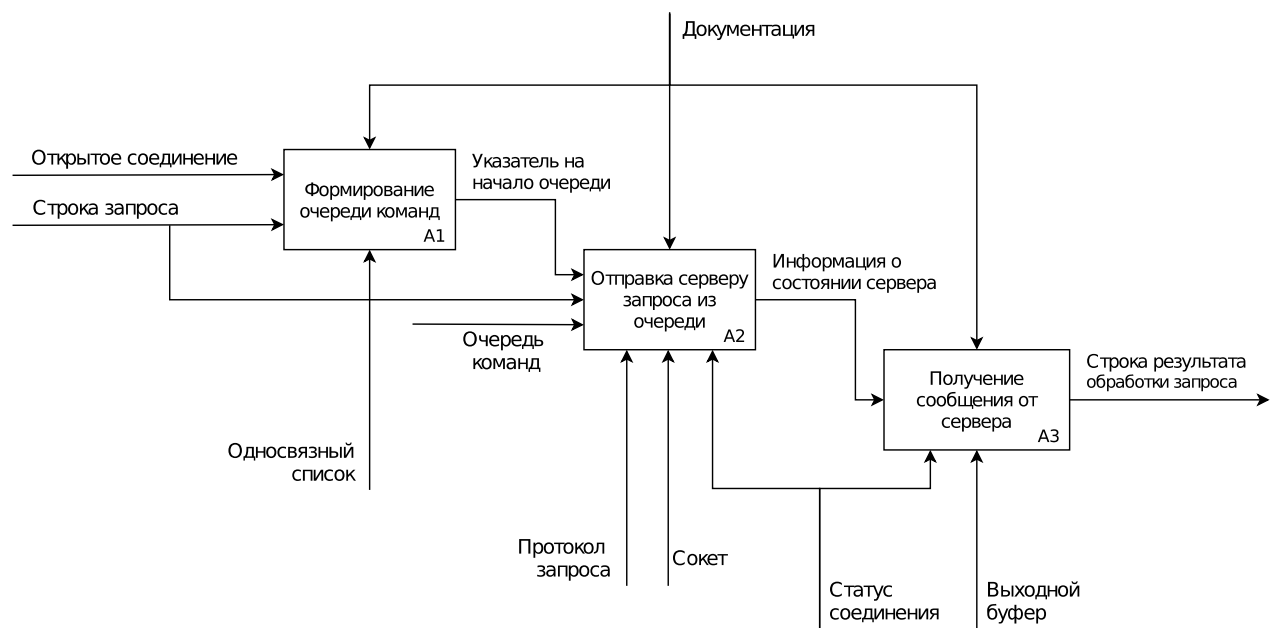 Документация
Открытое соединение
Строка запроса
Формирование
очереди команд
A1
Указатель на
начало очереди
Отправка серверу
запроса из
очереди
A2
Очередь
команд
Информация о
состоянии сервера
Получение
сообщения от
сервера
A3
Строка результата
обработки запроса
Односвязный
список
Протокол
запроса
Сокет
Статус
соединения
Выходной
буфер